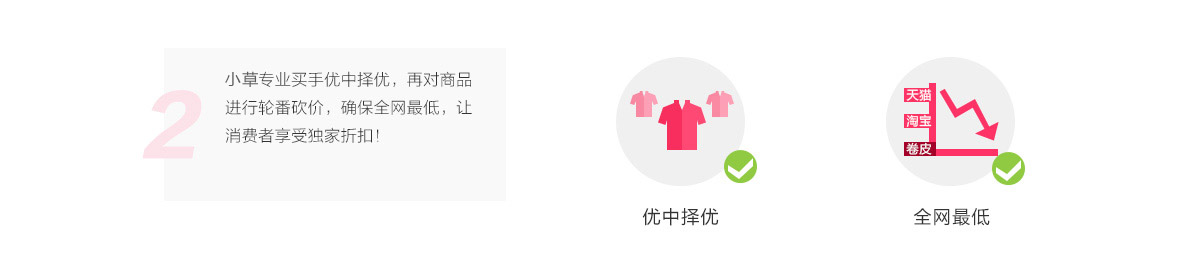 2
小草专业买手优中择优，再对商品
进行轮番砍价，确保全网最低，让
消费者享受独家折扣！
优中择优
天猫
淘宝
卷皮
全网最低